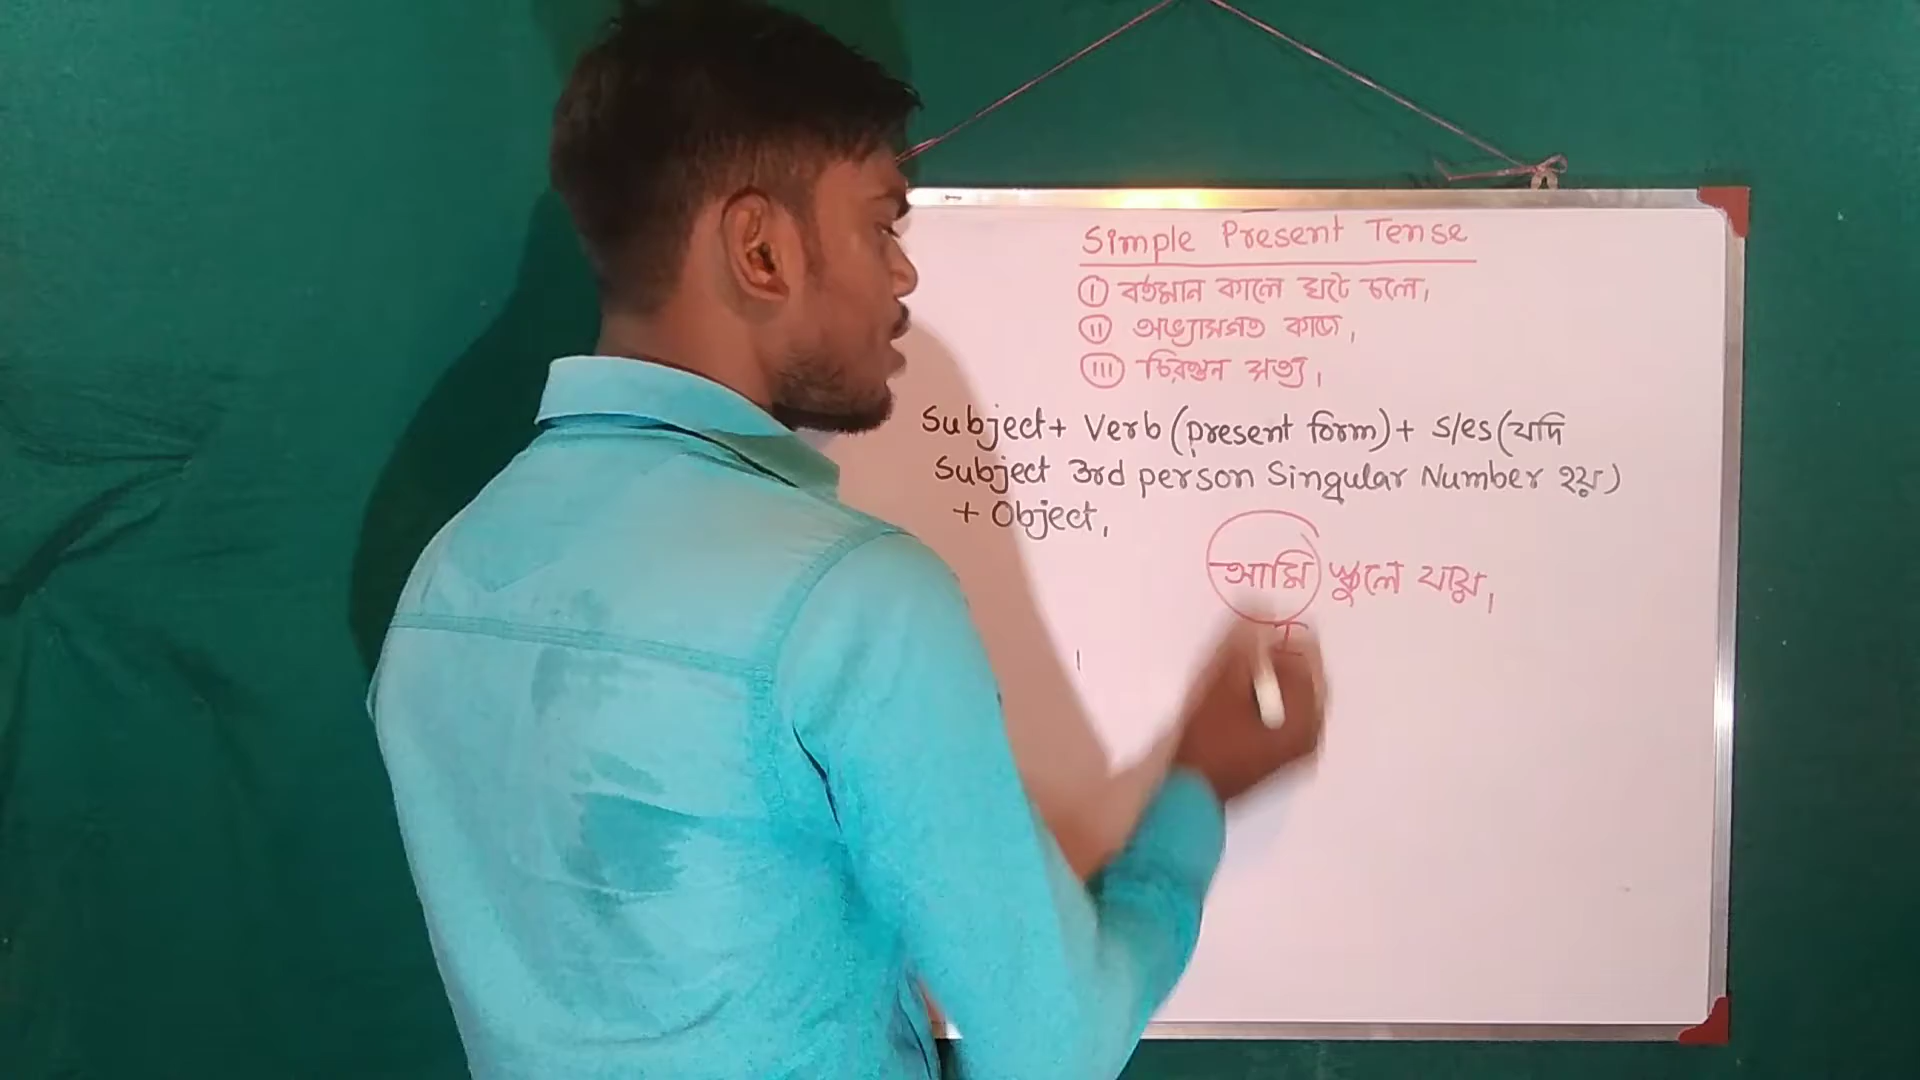 Simple Present Tense
(I) বর্তমান কালে ঘটে চলে,
(II) অভ্যাসগত কাজ,
(III) চিরন্তন সত্য,
Subject + Verb (present form) + s/es (যদি
Subject 3rd person Singular Number হয়)
+ Object,
আমি স্কুলে যায়,
I